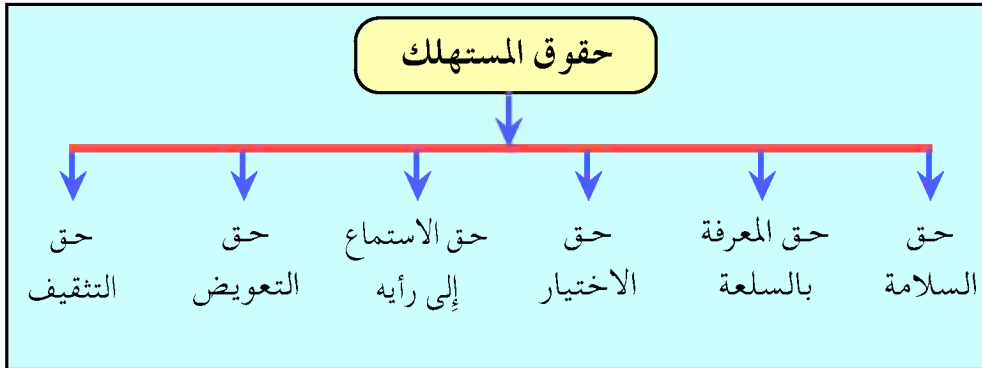 حقوق المستهلك
حق
السلامة
حق المعرفة
بالسلعة
حق
الاختيار
حق الاستماع
إلى رأيه
حق
التعويض
حق
التثقيف